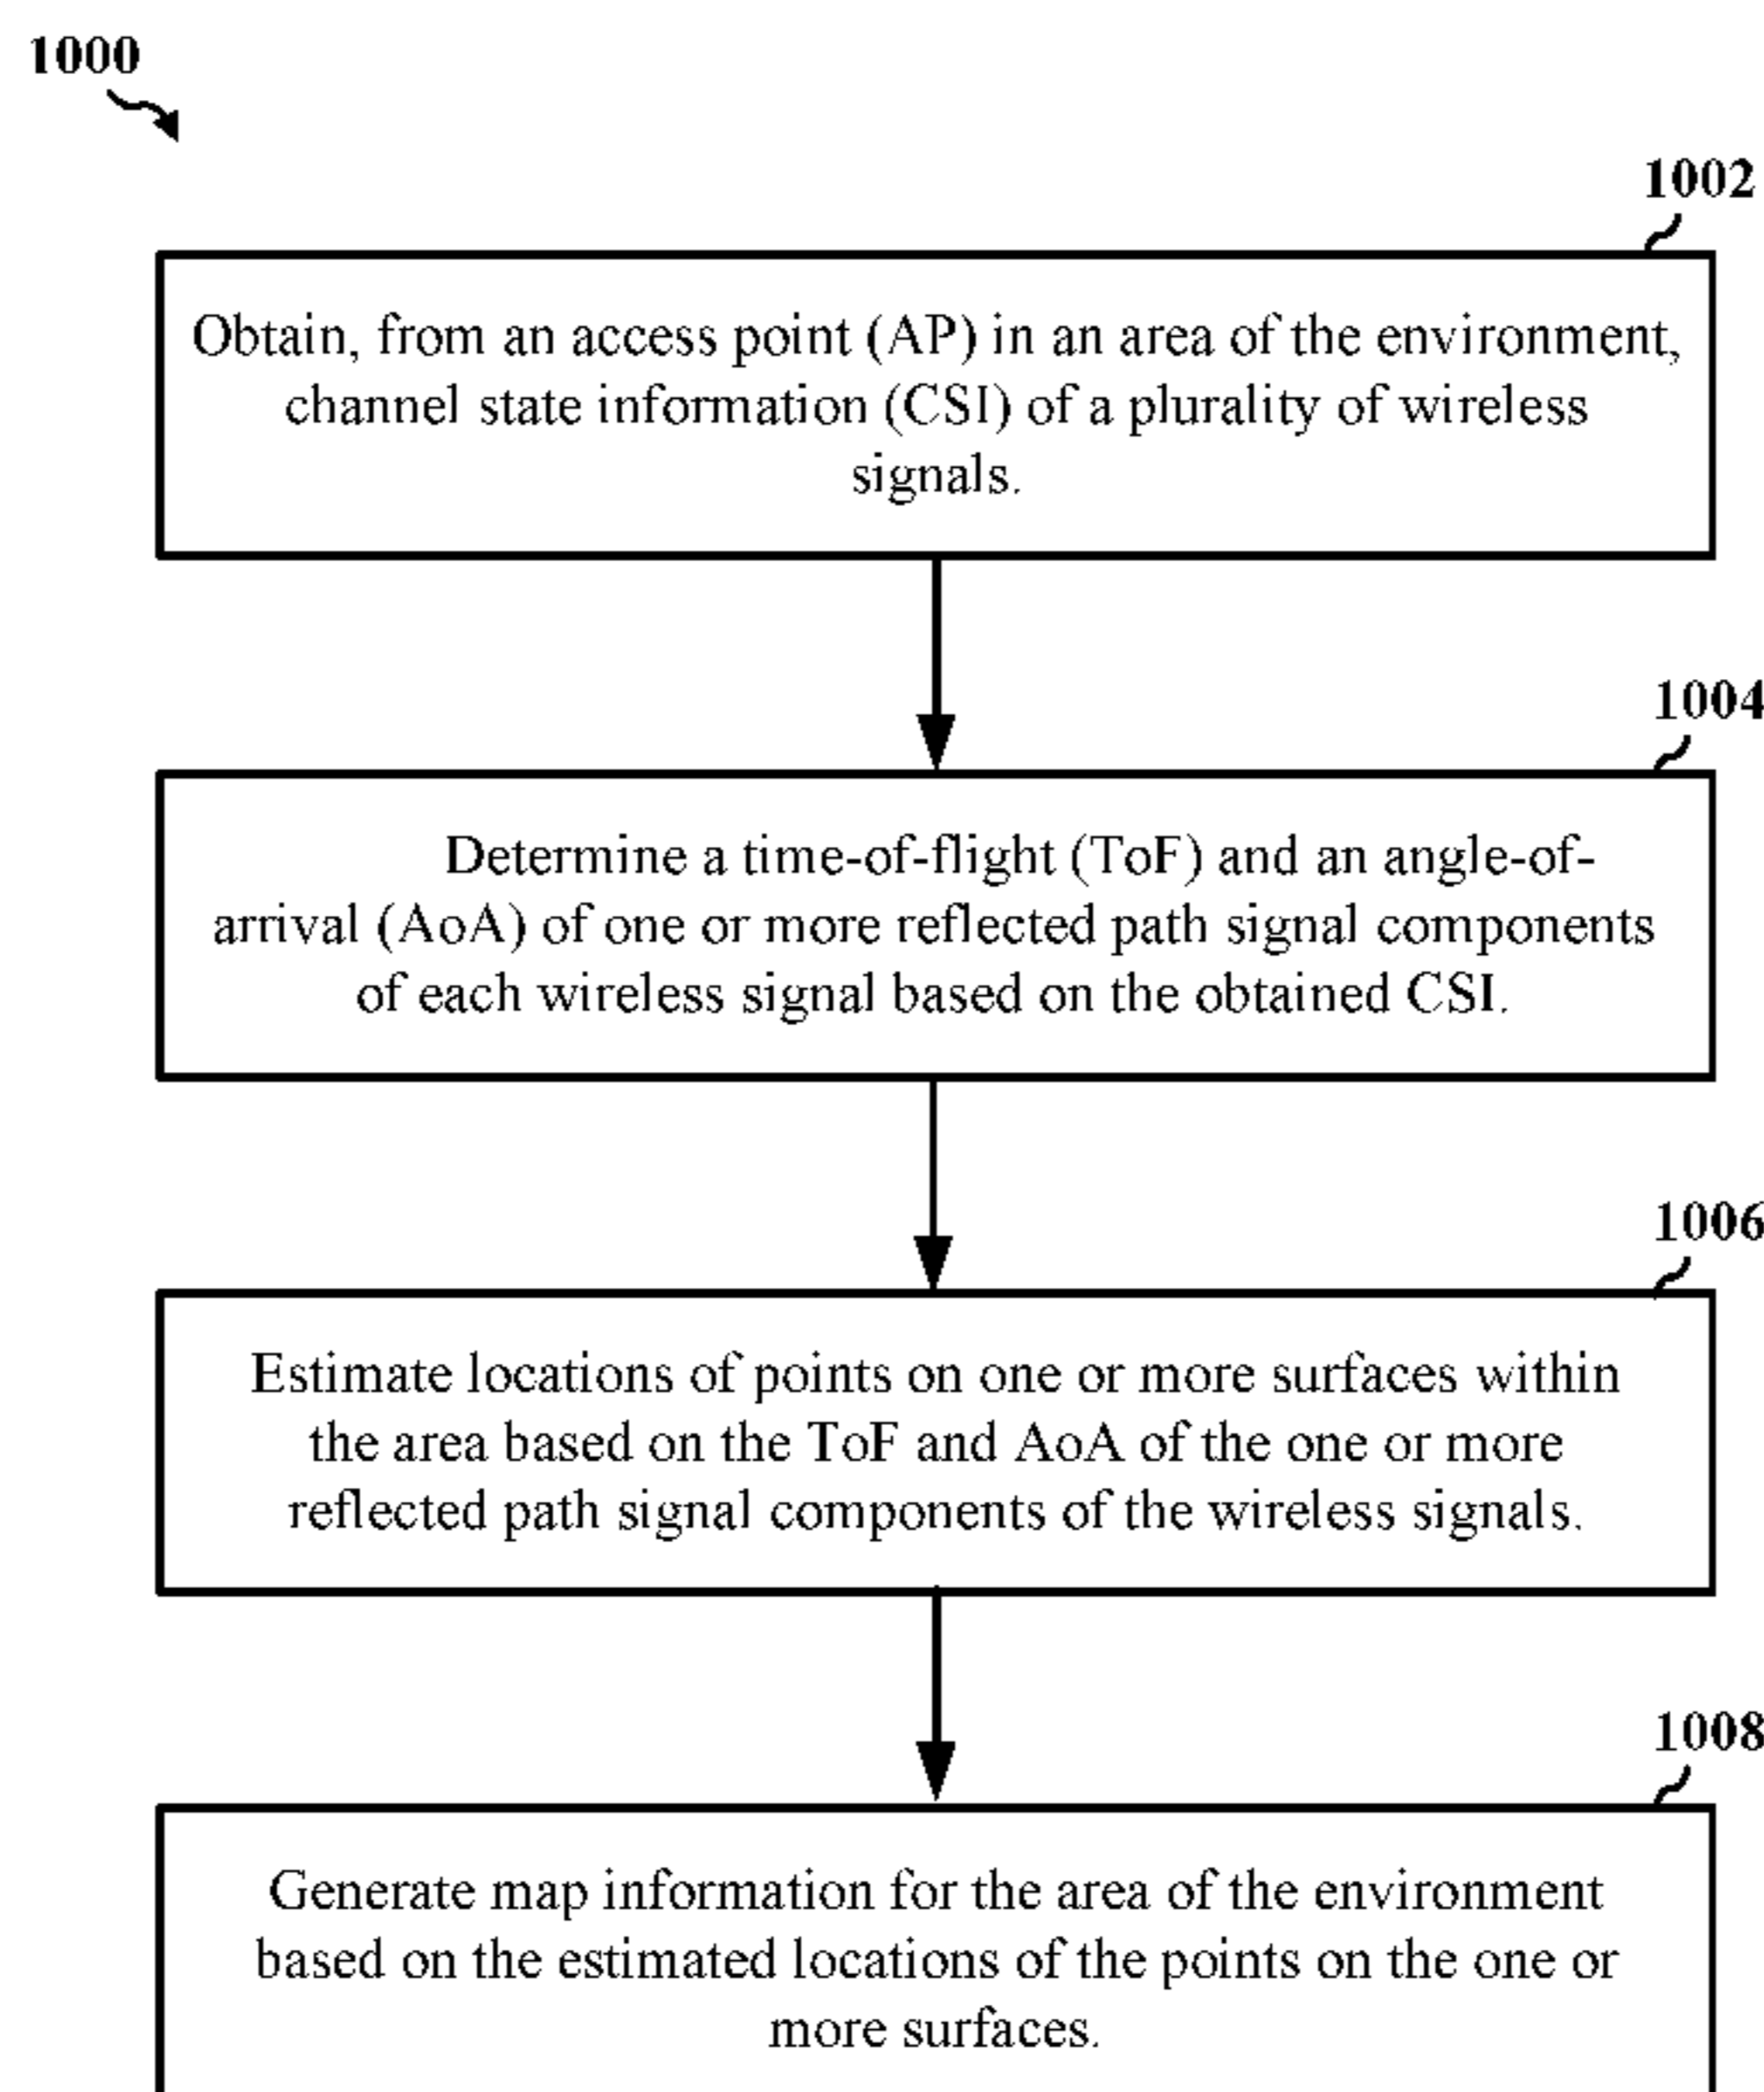 1000
1002
Obtain, from an access point (AP) in an area of the environment,
channel state information (CSI) of a plurality of wireless
signals.
1004
Determine a time-of-flight (ToF) and an angle-of-
arrival (AoA) of one or more reflected path signal components
of each wireless signal based on the obtained CSI.
1006
Estimate locations of points on one or more surfaces within
the area based on the ToF and AoA of the one or more
reflected path signal components of the wireless signals.
1008
Generate map information for the area of the environment
based on the estimated locations of the points on the one or
more surfaces.